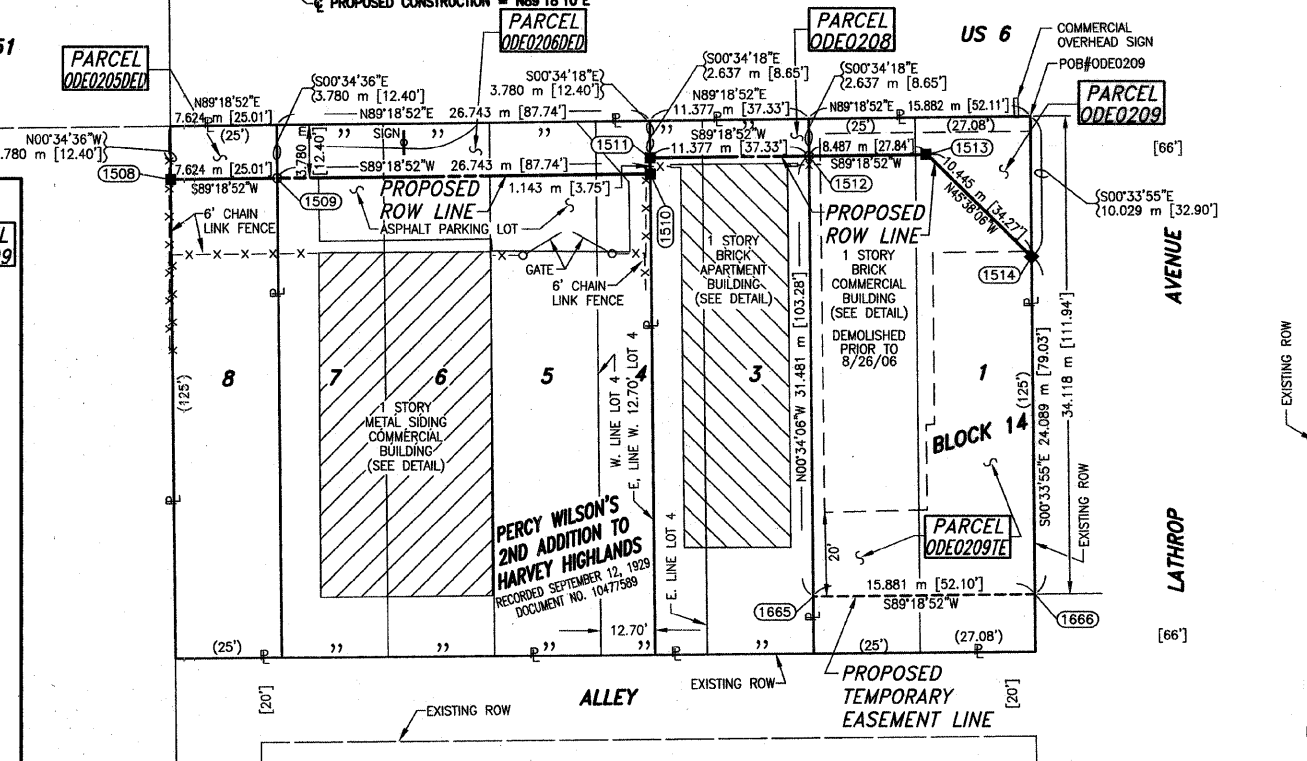 ℄ PROPOSED CONSTRUCTION = N89°18'10"E
51
PARCEL
0DE0205DED
PARCEL
0DE0206DED
PARCEL
0DE0208
US 6
COMMERCIAL
OVERHEAD SIGN
POB#0DE0209
PARCEL
0DE0209
[66']
S00°34'36"E
3.780 m [12.40']
S00°34'18"E
3.780 m [12.40']
S00°34'18"E
2.637 m [8.65']
S00°34'18"E
2.637 m [8.65']
N89°18'52"E
7.624 m [25.01']
N89°18'52"E
26.743 m [87.74']
N89°18'52"E
11.377 m [37.33']
N89°18'52"E
15.882 m [52.11']
(25')
,,
SIGN
,,
,,
,,
S89°18'52"W
(25')
(27.08')
N00°34'36"W
.780 m [12.40']
3.780 m
[12.40']
1508
7.624 m [25.01']
S89°18'52"W
S89°18'52"W
26.743 m [87.74']
1511
11.377 m [37.33']
8.487 m [27.84']
S89°18'52"W
1513
10.445 m [34.27']
N45°38'06"W
1509
1.143 m [3.75']
1512
1510
S00°33'55"E
10.029 m [32.90']
PROPOSED
ROW LINE
PROPOSED
ROW LINE
6' CHAIN
LINK FENCE
ASPHALT PARKING LOT
GATE
6' CHAIN
LINK FENCE
1 STORY
BRICK
APARTMENT
BUILDING
(SEE DETAIL)
1 STORY
BRICK
COMMERCIAL
BUILDING
(SEE DETAIL)
DEMOLISHED
PRIOR TO
8/26/06
1514
L
9
AVENUE
8
7
6
5
4
3
1
(125')
1 STORY
METAL SIDING
COMMERCIAL
BUILDING
(SEE DETAIL)
W. LINE LOT 4
E. LINE W. 12.70' LOT 4
N00°34'06"W 31.481 m [103.28']
(125')
S00°33'55"E 24.089 m [79.03']
34.118 m [111.94']
EXISTING ROW
BLOCK 14
EXISTING ROW
PERCY WILSON'S
2ND ADDITION TO
HARVEY HIGHLANDS
RECORDED SEPTEMBER 12, 1929
DOCUMENT NO. 10477589
E. LINE LOT 4
20'
PARCEL
0DE0209TE
LATHROP
1665
15.881 m [52.10']
S89°18'52"W
1666
[66']
12.70'
(25')
,,
,,
,,
,,
(25')
(27.08')
[20']
ALLEY
EXISTING ROW
PROPOSED
TEMPORARY
EASEMENT LINE
[20']
EXISTING ROW